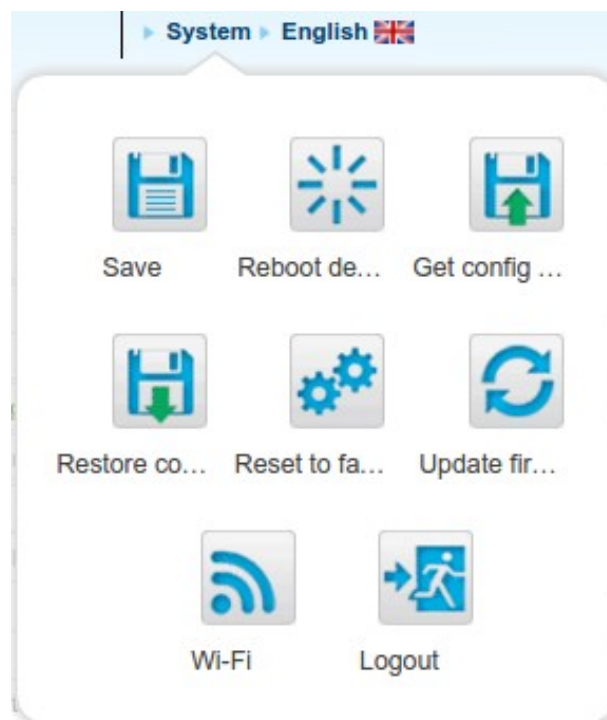 System English
Save Reboot de... Get config ...
Restore co... Reset to fa... Update fir...
Wi-Fi Logout